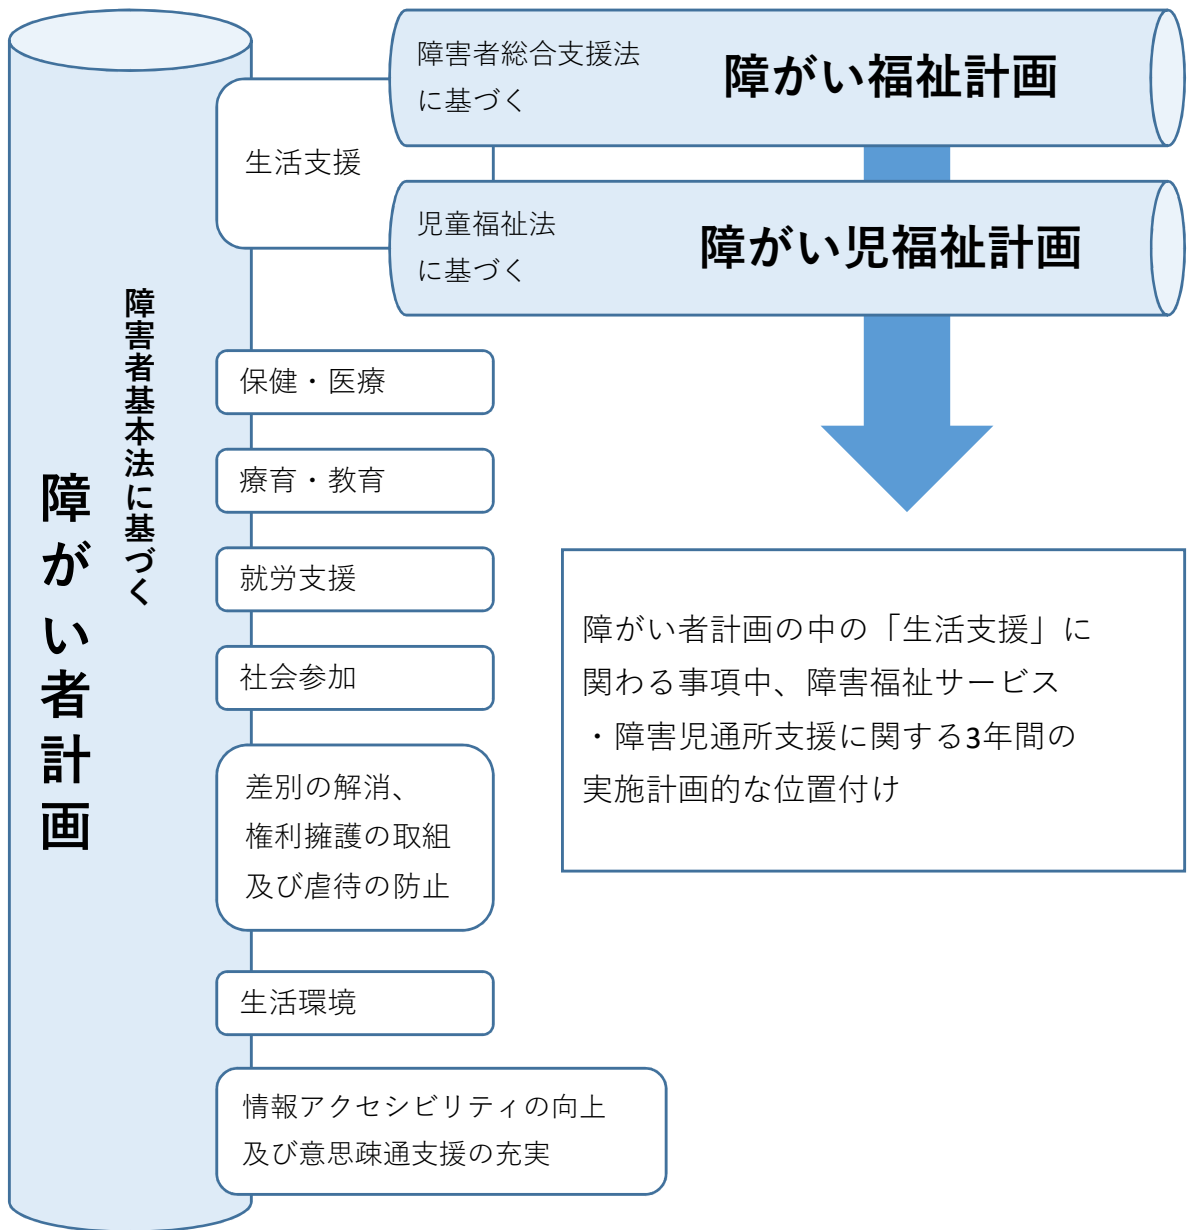 障害者基本法に基づく
障がい者計画
生活支援
障害者総合支援法
に基づく
障がい福祉計画
児童福祉法
に基づく
障がい児福祉計画
保健・医療
療育・教育
就労支援
社会参加
差別の解消、
権利擁護の取組
及び虐待の防止
生活環境
情報アクセシビリティの向上
及び意思疎通支援の充実
障がい者計画の中の「生活支援」に
関わる事項中、障害福祉サービス
・障害児通所支援に関する3年間の
実施計画的な位置付け